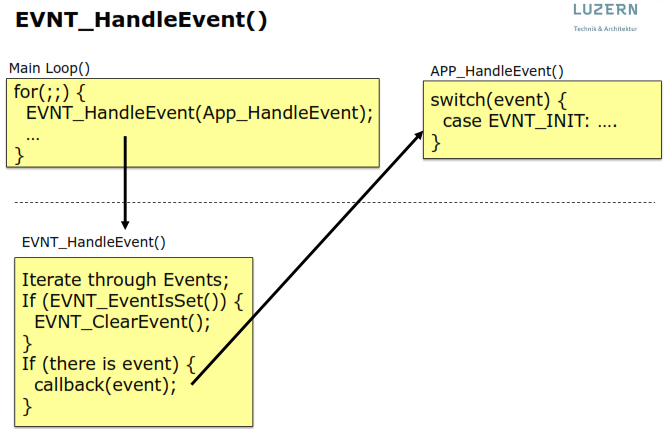 EVNT_HandleEvent()
LUZERN
Technik & Architektur
Main Loop()
for(;;) {
EVNT_HandleEvent(App_HandleEvent);
...
}
APP_HandleEvent()
switch(event) {
case EVNT_INIT: ....
}
EVNT_HandleEvent()
Iterate through Events;
If (EVNT_EventIsSet()) {
EVNT_ClearEvent();
}
If (there is event) {
callback(event);
}